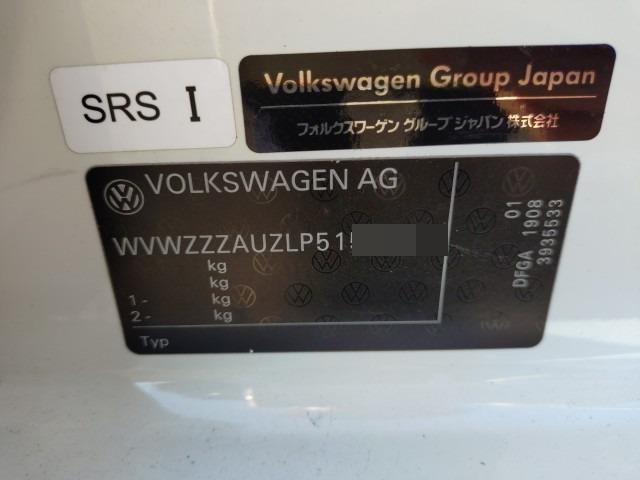 SRS I
Volkswagen Group Japan
フォルクスワーゲン グループ ジャパン 株式会社
VOLKSWAGEN AG
WVWZZZAUZLP515
kg
kg
1- kg
2- kg
Typ
01
DFGA 1908
3935533